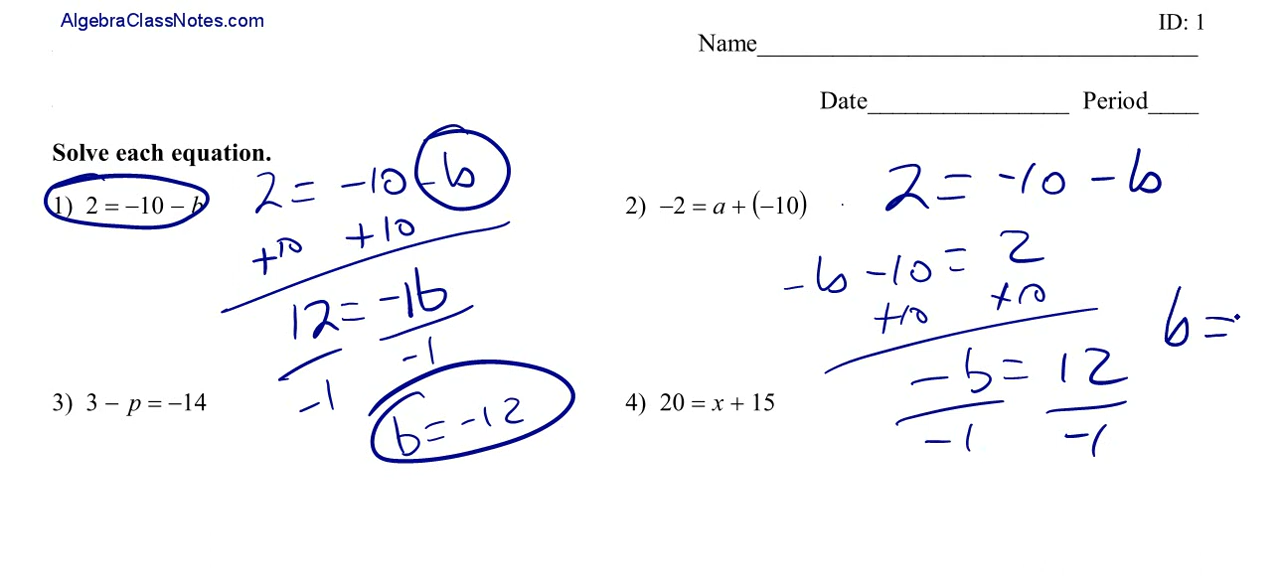 AlgebraClassNotes.com
ID: 1
Name
Date Period
Solve each equation.
1) 2 = −10 − b
2 = -10 - b
+10 +10
12 = -1b
-1 -1
b = -12
2) −2 = a + (−10)
2 = -10 - b
-b -10 = 2
+10 +10
-b = 12
-1 -1
b =
3) 3 − p = −14
4) 20 = x + 15